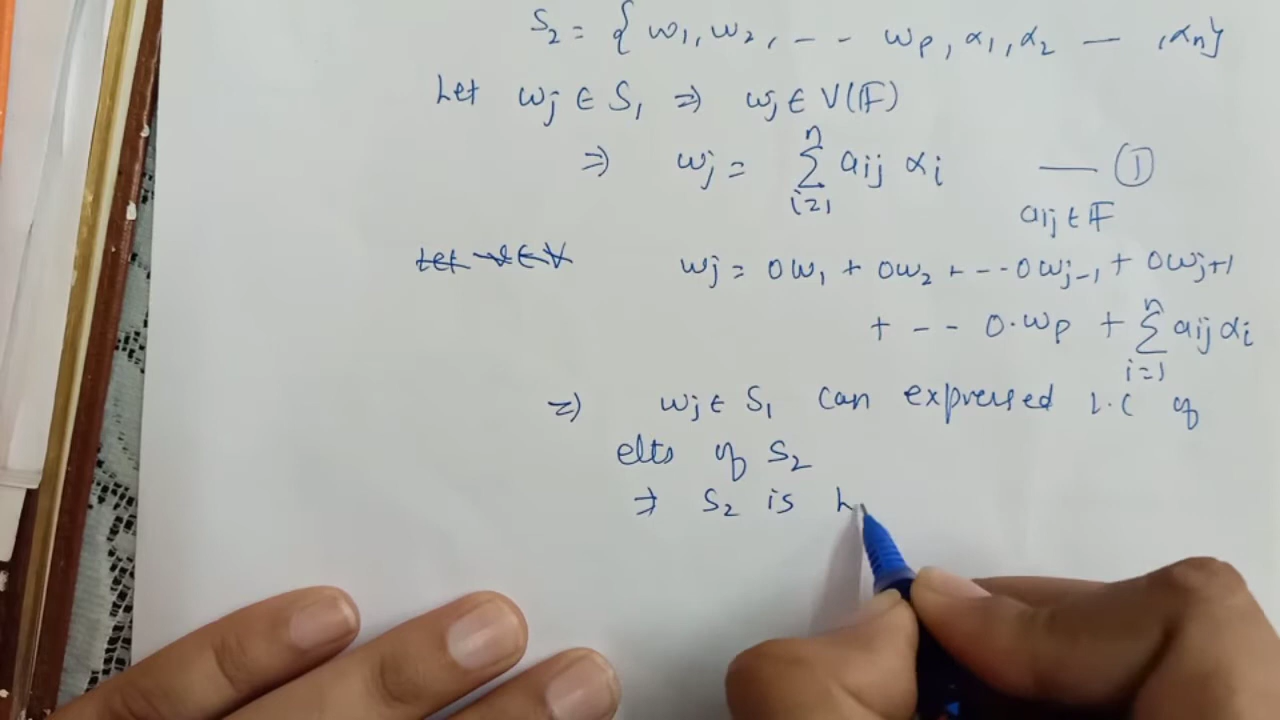 S₂ = { w₁, w₂, -- - wₚ, α₁, α₂ — , αₙ}
Let wⱼ ∈ S₁ ⇒ wⱼ ∈ V(𝔽)
⇒ wⱼ = ∑ᵢ₌₁ⁿ aᵢⱼ αᵢ — ①
aᵢⱼ ∈ 𝔽
wⱼ = 0w₁ + 0w₂ + -- 0wⱼ₋₁ + 0wⱼ₊₁
+ -- 0·wₚ + ∑ᵢ₌₁ⁿ aᵢⱼ αᵢ
⇒ wⱼ ∈ S₁ can expressed L.C of
elts of S₂
⇒ S₂ is